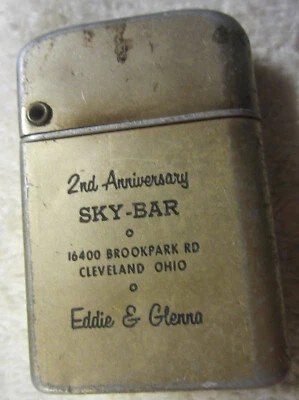 2nd Anniversary
SKY-BAR
16400 BROOKPARK RD
CLEVELAND OHIO
Eddie & Glenna